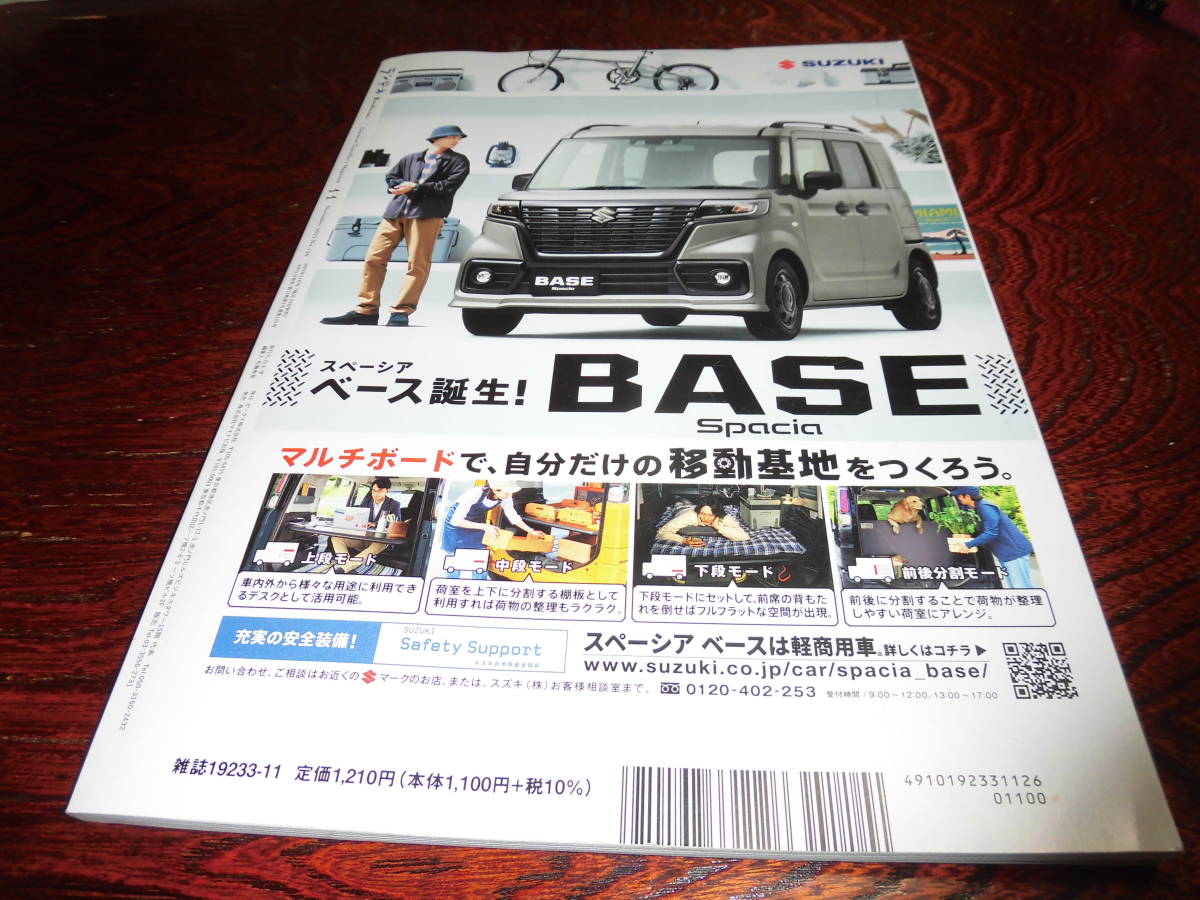 SUZUKI
MIAMI
BASE
Spacia
スペーシア
ベース誕生！
BASE
Spacia
マルチボードで、自分だけの移動基地をつくろう。
上段モード
車内外から様々な用途に利用でき
るデスクとして活用可能。
中段モード
荷室を上下に分割する棚板として
利用すれば荷物の整理もラクラク。
下段モード
下段モードにセットして、前席の背もた
れを倒せばフルフラットな空間が出現。
前後分割モード
前後に分割することで荷物が整理
しやすい荷室にアレンジ。
充実の安全装備！
SUZUKI
Safety Support
スズキの予防安全技術
スペーシア ベースは軽商用車。詳しくはコチラ▶
www.suzuki.co.jp/car/spacia_base/
お問い合わせ、ご相談はお近くの マークのお店、または、スズキ（株）お客様相談室まで。 0120-402-253 受付時間／9:00～12:00、13:00～17:00
雑誌19233-11 定価1,210円（本体1,100円＋税10%）
4910192331126
01100